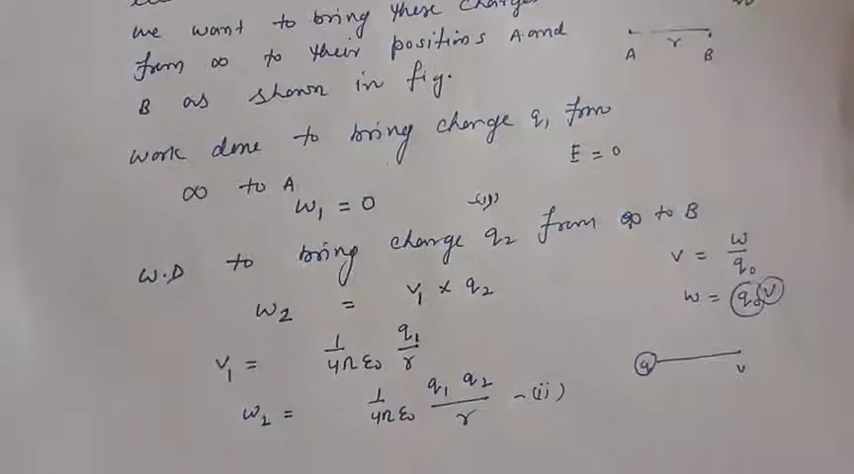 we want to bring these charges
from ∞ to their positions A and
B as shown in fig.
A r B
work done to bring charge q₁ from
∞ to A
E = 0
W₁ = 0
W.D to bring charge q₂ from ∞ to B
W₂ = V₁ × q₂
V = W/q₀
W = q₀V
V₁ = 1/4πε₀ q₁/r
q V
W₂ = 1/4πε₀ q₁ q₂/r - (ii)